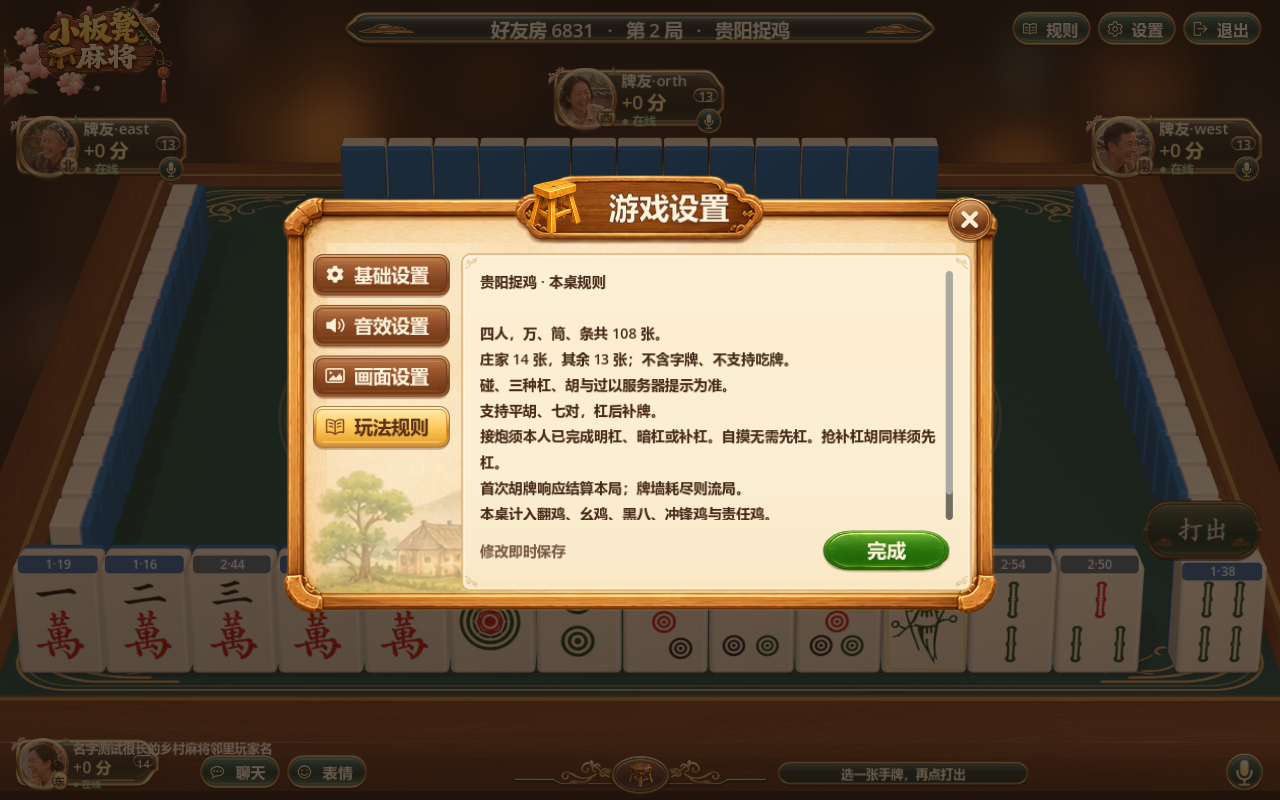 小板凳
麻将
好友房 6831 · 第 2 局 · 贵阳捉鸡
规则
设置
退出
牌友·orth
+0 分
13
在线
牌友·east
+0 分
13
北
在线
牌友·west
+0 分
13
在线
游戏设置
基础设置
音效设置
画面设置
玩法规则
贵阳捉鸡 · 本桌规则
四人，万、筒、条共 108 张。
庄家 14 张，其余 13 张；不含字牌、不支持吃牌。
碰、三种杠、胡与过以服务器提示为准。
支持平胡、七对，杠后补牌。
接炮须本人已完成明杠、暗杠或补杠。自摸无需先杠。抢补杠胡同样须先
杠。
首次胡牌响应结算本局；牌墙耗尽则流局。
本桌计入翻鸡、幺鸡、黑八、冲锋鸡与责任鸡。
修改即时保存
完成
打出
1·19
1·16
2·44
2·54
2·50
1·38
一
二
三
萬
萬
萬
萬
萬
名字测试很长的乡村麻将邻里玩家名
+0 分
14
东
在线
聊天
表情
选一张手牌，再点打出